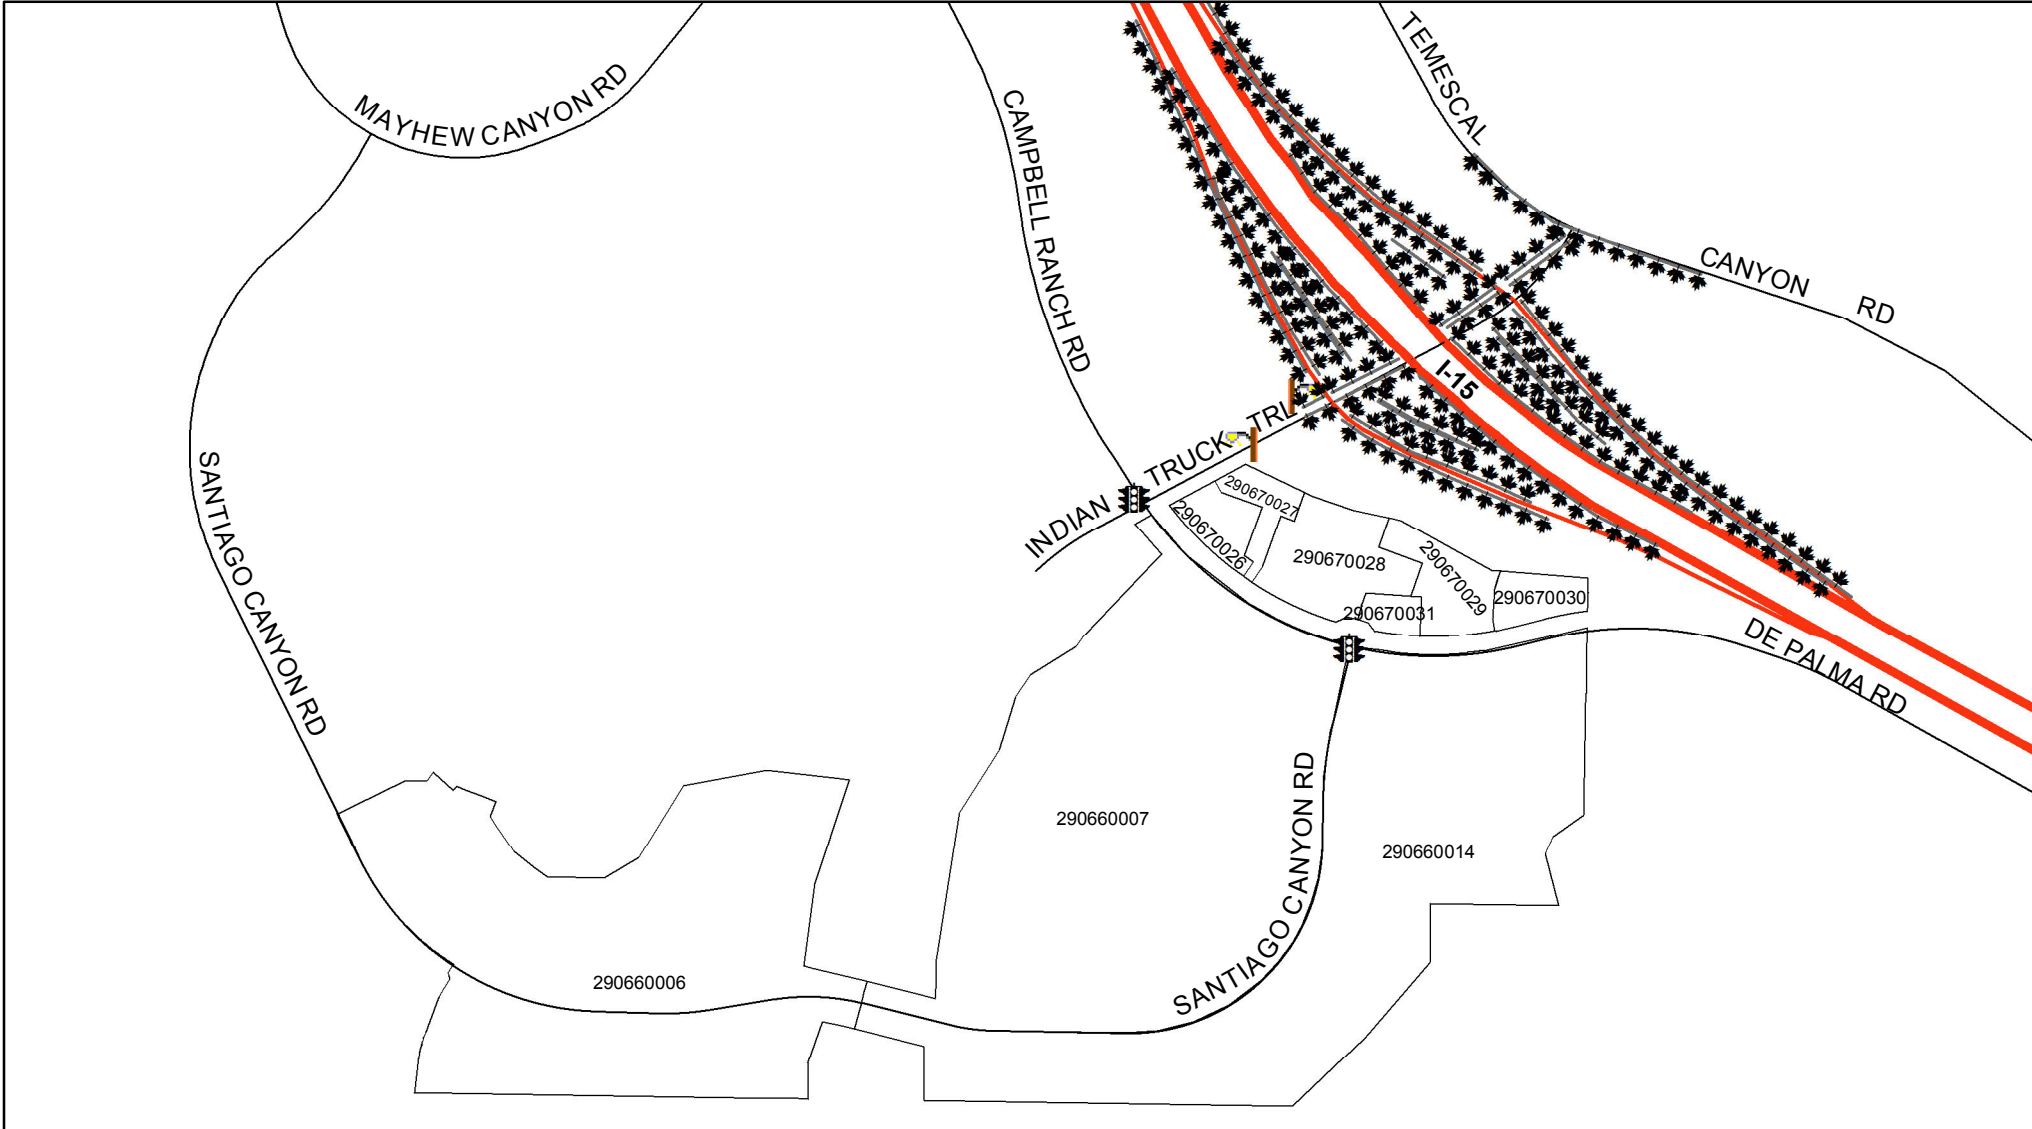 MAYHEW CANYON RD
CAMPBELL RANCH RD
TEMESCAL
CANYON
RD
I-15
INDIAN TRUCK TRL
SANTIAGO CANYON RD
290670027
290670026
290670028
290670029
290670030
290670031
DE PALMA RD
SANTIAGO CANYON RD
290660007
290660014
290660006